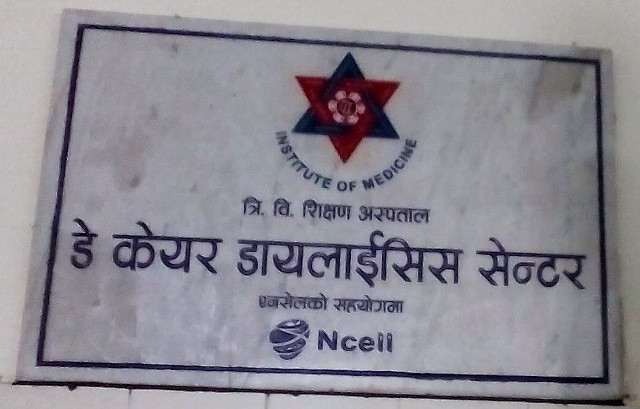 INSTITUTE OF MEDICINE
त्रि. वि. शिक्षण अस्पताल
डे केयर डायलाईसिस सेन्टर
एनसेलको सहयोगमा
Ncell